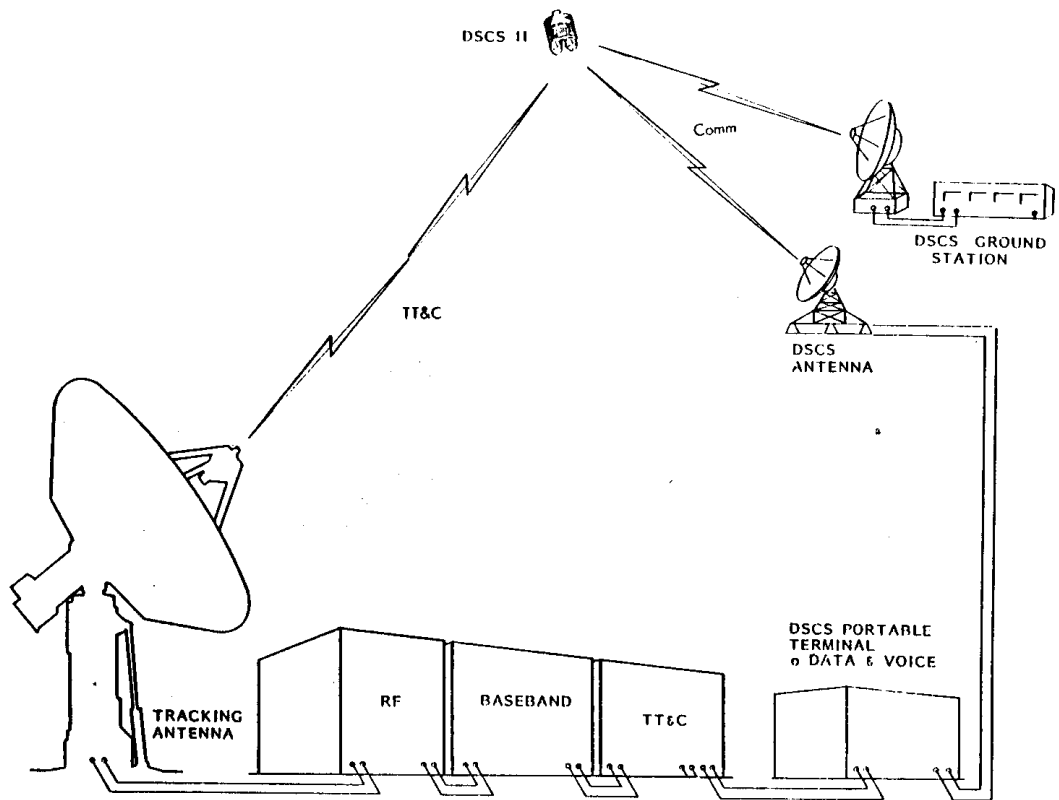 DSCS II
Comm
DSCS GROUND
STATION
TT&C
DSCS
ANTENNA
DSCS PORTABLE
TERMINAL
o DATA & VOICE
RF
BASEBAND
TT&C
TRACKING
ANTENNA